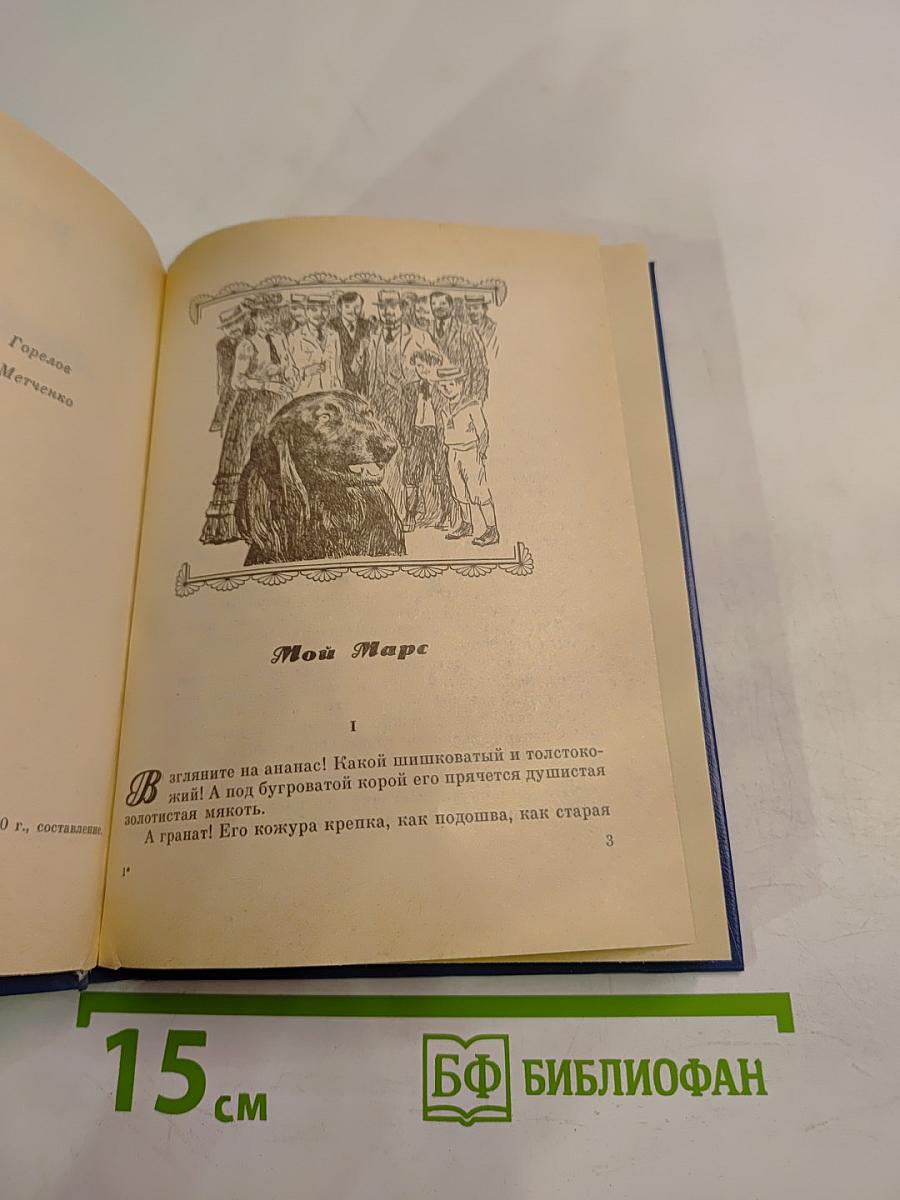 Горелов
Метченко
0 г., составление.
Мой Марс
I
Взгляните на ананас! Какой шишковатый и толстоко-
жий! А под бугроватой корой его прячется душистая
золотистая мякоть.
А гранат! Его кожура крепка, как подошва, как старая
3
1*
15 см
БФ БИБЛИОФАН